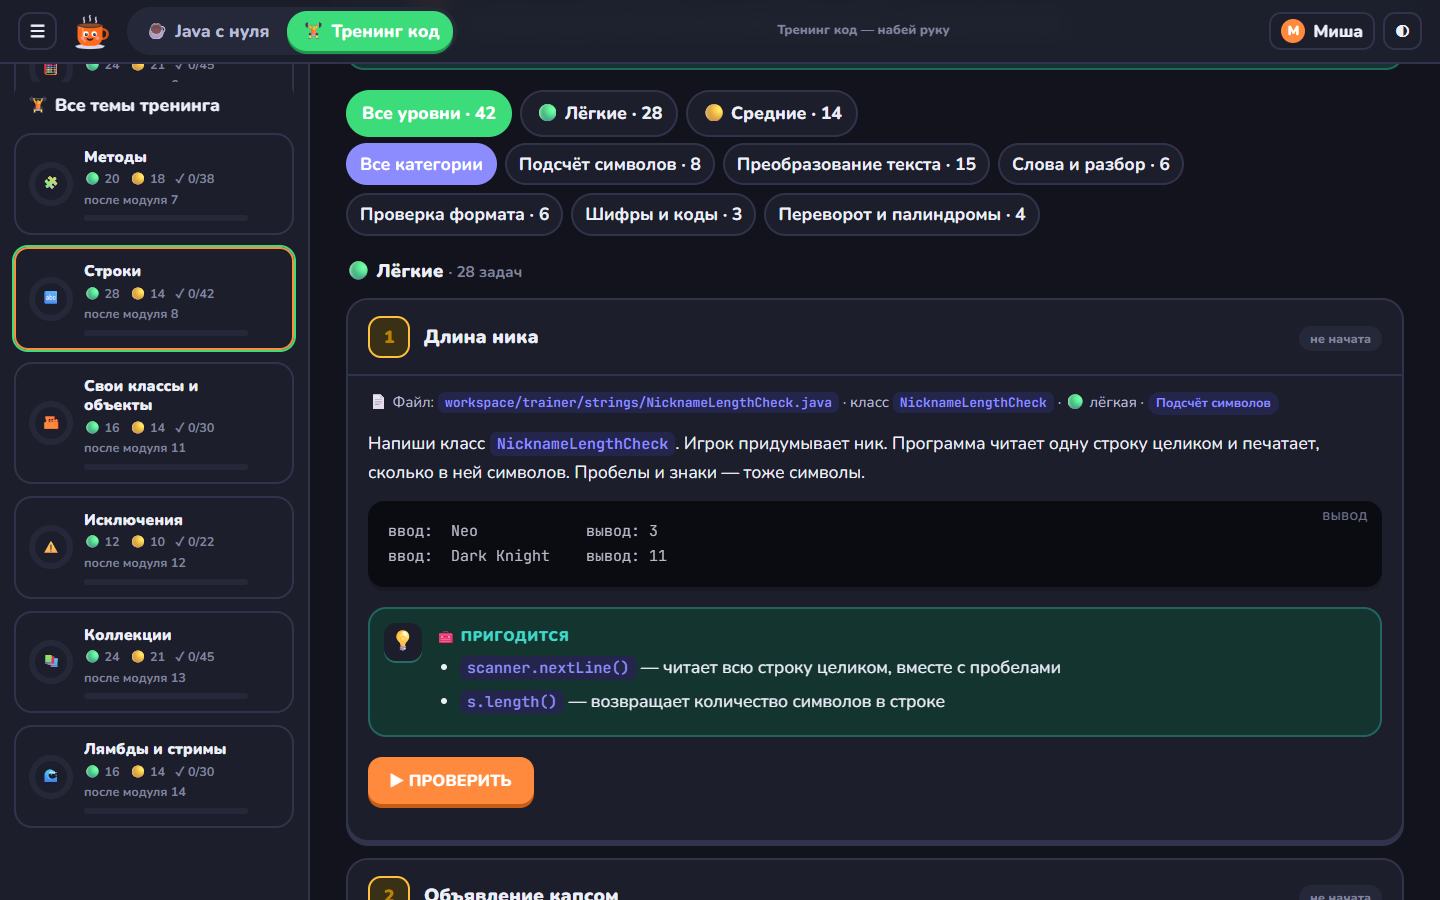 ☰
Java с нуля
Тренинг код
Тренинг код — набей руку
М
Миша
24 21 ✓ 0/45
Все темы тренинга
Методы
20 18 ✓ 0/38
после модуля 7
Строки
abc
28 14 ✓ 0/42
после модуля 8
Свои классы и
объекты
16 14 ✓ 0/30
после модуля 11
Исключения
12 10 ✓ 0/22
после модуля 12
Коллекции
24 21 ✓ 0/45
после модуля 13
Лямбды и стримы
16 14 ✓ 0/30
после модуля 14
Все уровни · 42
Лёгкие · 28
Средние · 14
Все категории
Подсчёт символов · 8
Преобразование текста · 15
Слова и разбор · 6
Проверка формата · 6
Шифры и коды · 3
Переворот и палиндромы · 4
Лёгкие · 28 задач
1 Длина ника
не начата
Файл: workspace/trainer/strings/NicknameLengthCheck.java · класс NicknameLengthCheck · лёгкая · Подсчёт символов
Напиши класс NicknameLengthCheck. Игрок придумывает ник. Программа читает одну строку целиком и печатает,
сколько в ней символов. Пробелы и знаки — тоже символы.
ВЫВОД
ввод: Neo вывод: 3
ввод: Dark Knight вывод: 11
ПРИГОДИТСЯ
• scanner.nextLine() — читает всю строку целиком, вместе с пробелами
• s.length() — возвращает количество символов в строке
▶ ПРОВЕРИТЬ
2 Объявление капсом
не начата